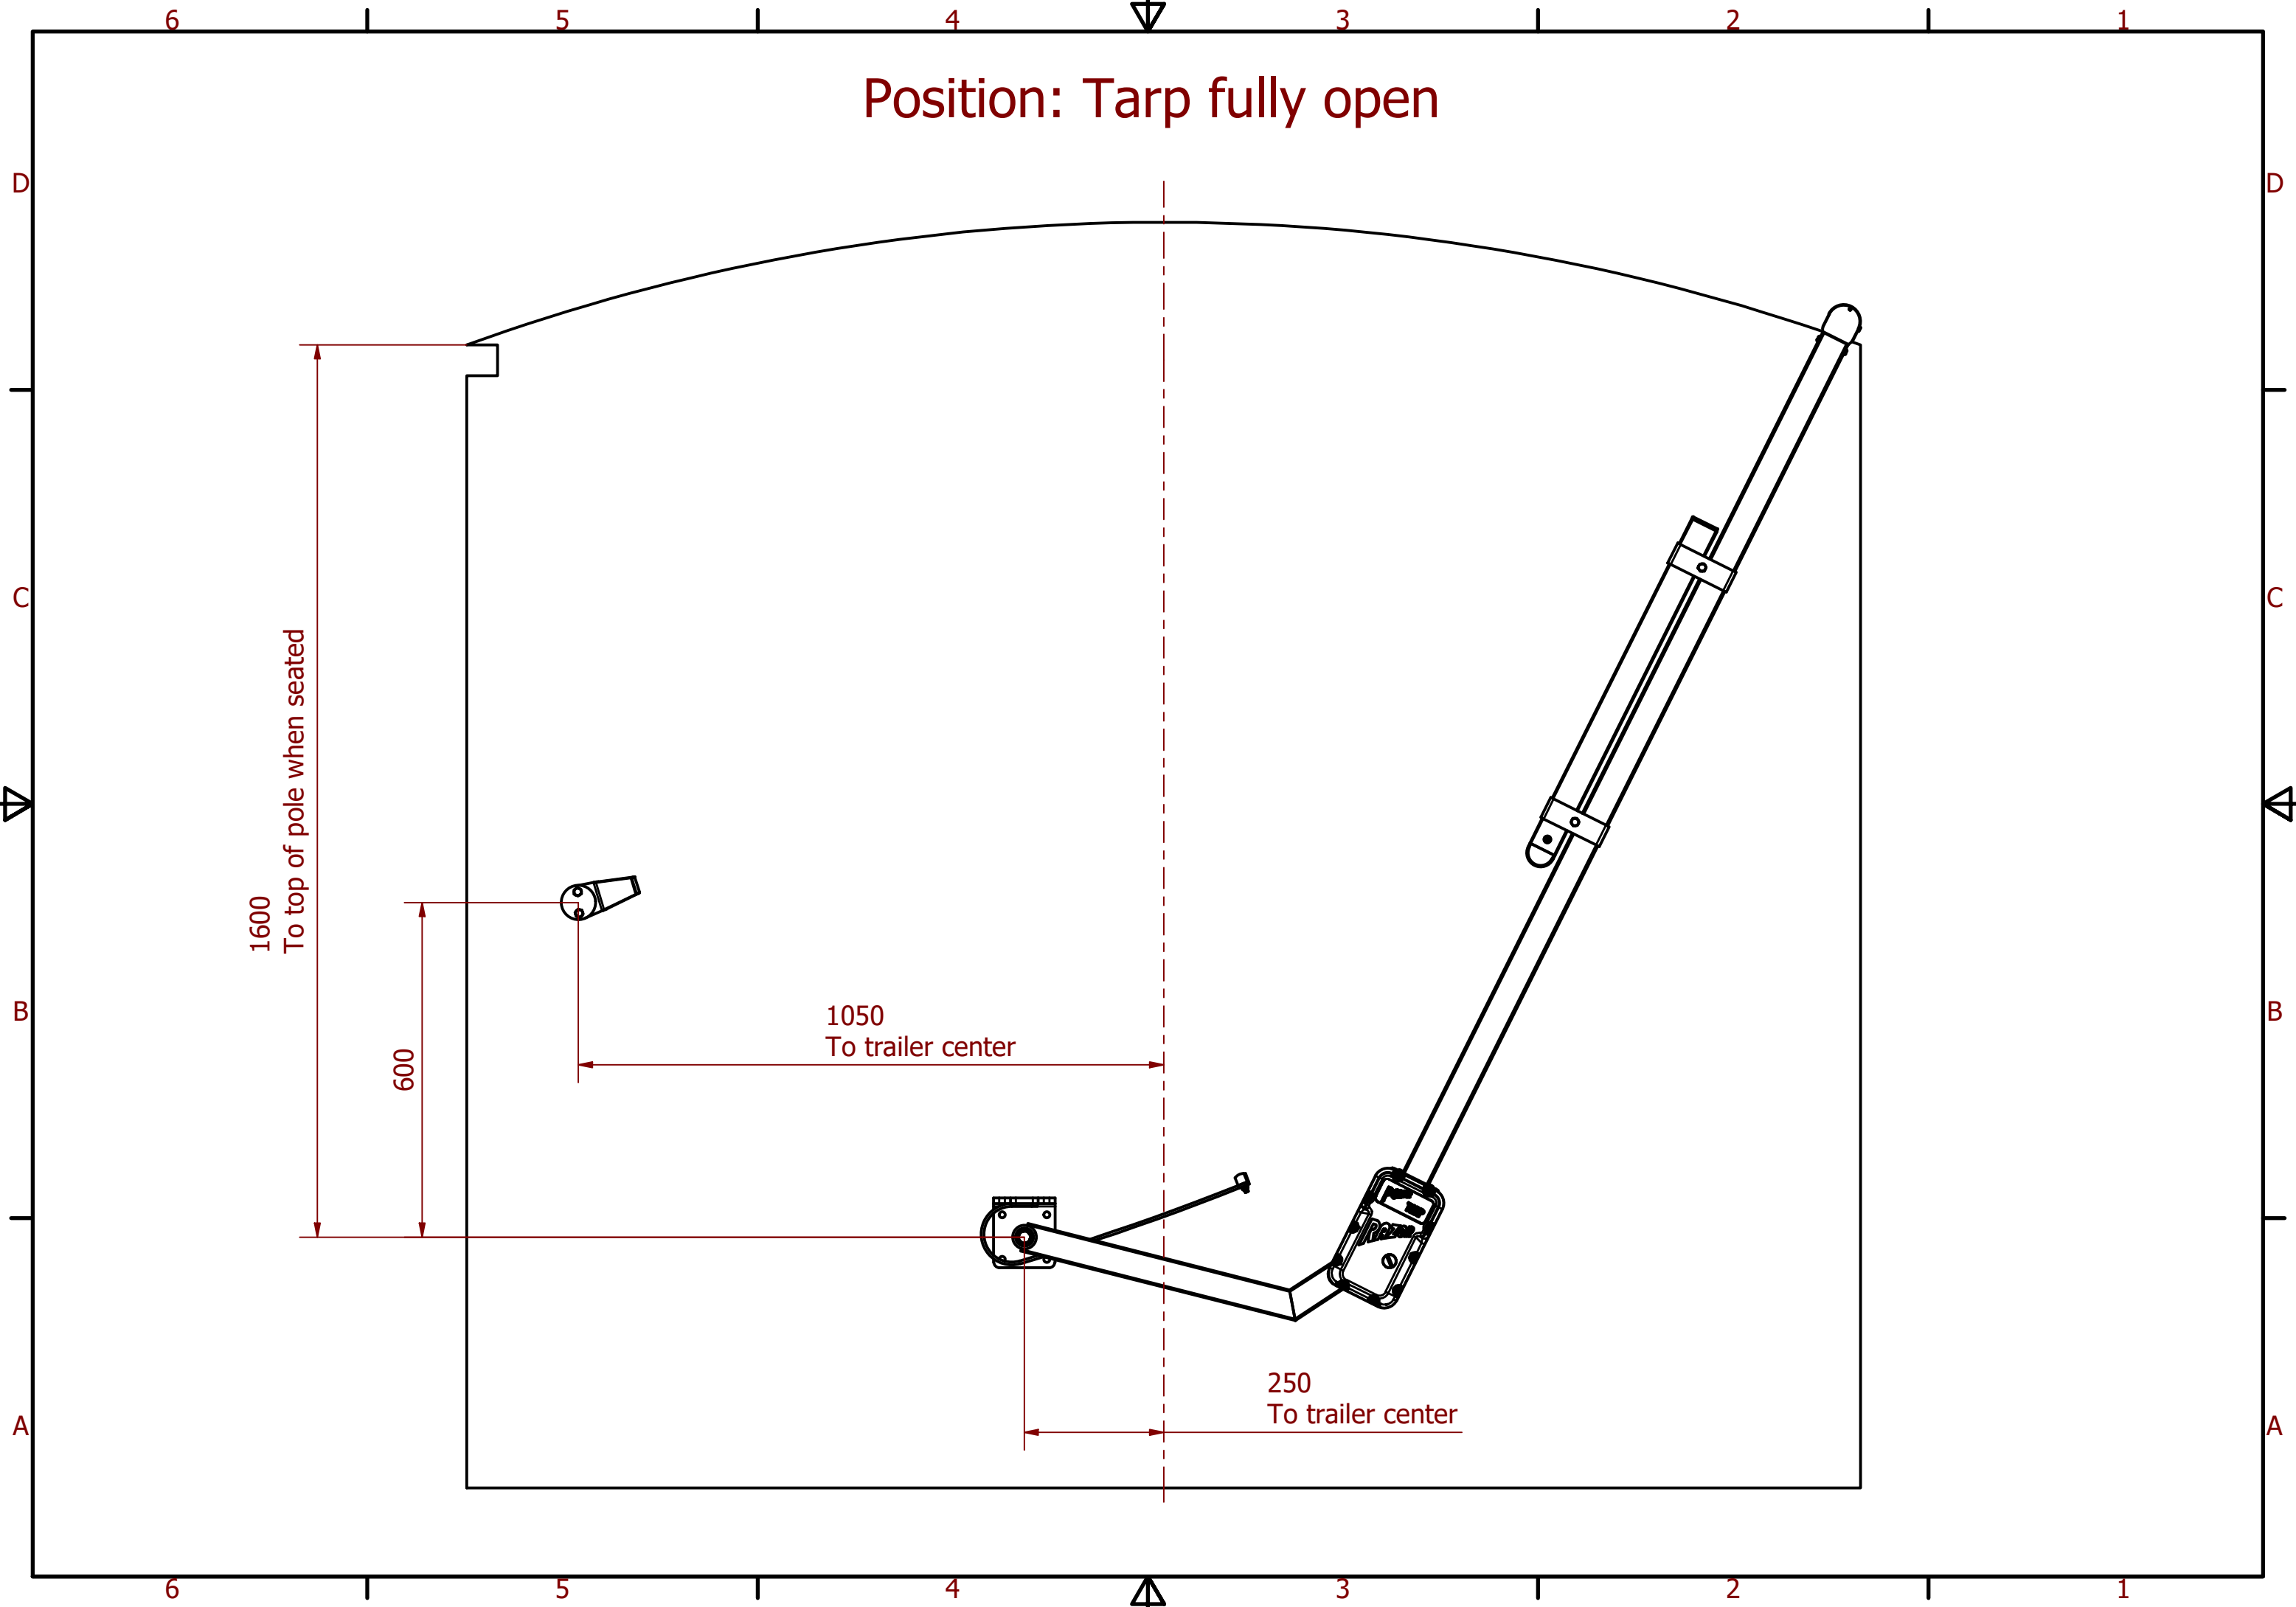 6 5 4 3 2 1
Position: Tarp fully open
D D
C C
1600
To top of pole when seated
B B
1050
To trailer center
600
250
To trailer center
A A
6 5 4 3 2 1